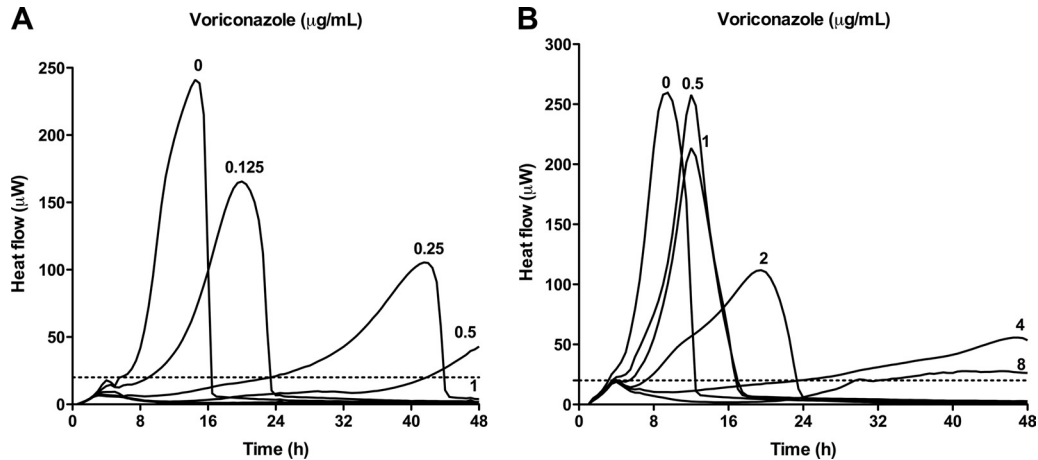 A
Voriconazole (μg/mL)
250
200
150
100
50
0
Heat flow (μW)
0
0.125
0.25
0.5
1
0 8 16 24 32 40 48
Time (h)
B
Voriconazole (μg/mL)
300
250
200
150
100
50
0
Heat flow (μW)
0 0.5
1
2
4
8
0 8 16 24 32 40 48
Time (h)